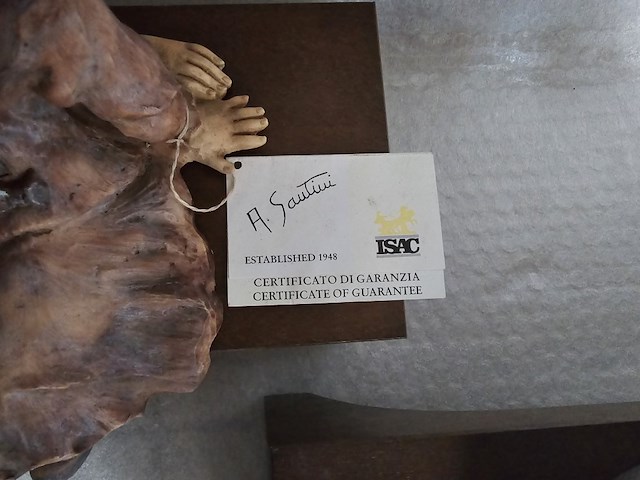 A. Santini
ISAC
ESTABLISHED 1948
CERTIFICATO DI GARANZIA
CERTIFICATE OF GUARANTEE